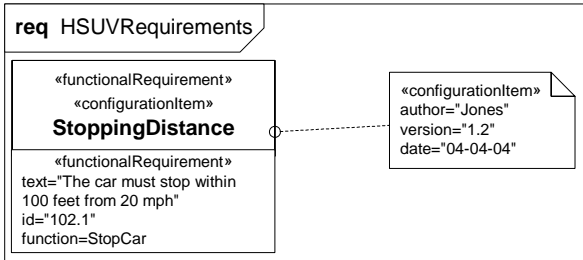 req HSUVRequirements
«functionalRequirement»
«configurationItem»
StoppingDistance
«functionalRequirement»
text="The car must stop within
100 feet from 20 mph"
id="102.1"
function=StopCar
«configurationItem»
author="Jones"
version="1.2"
date="04-04-04"